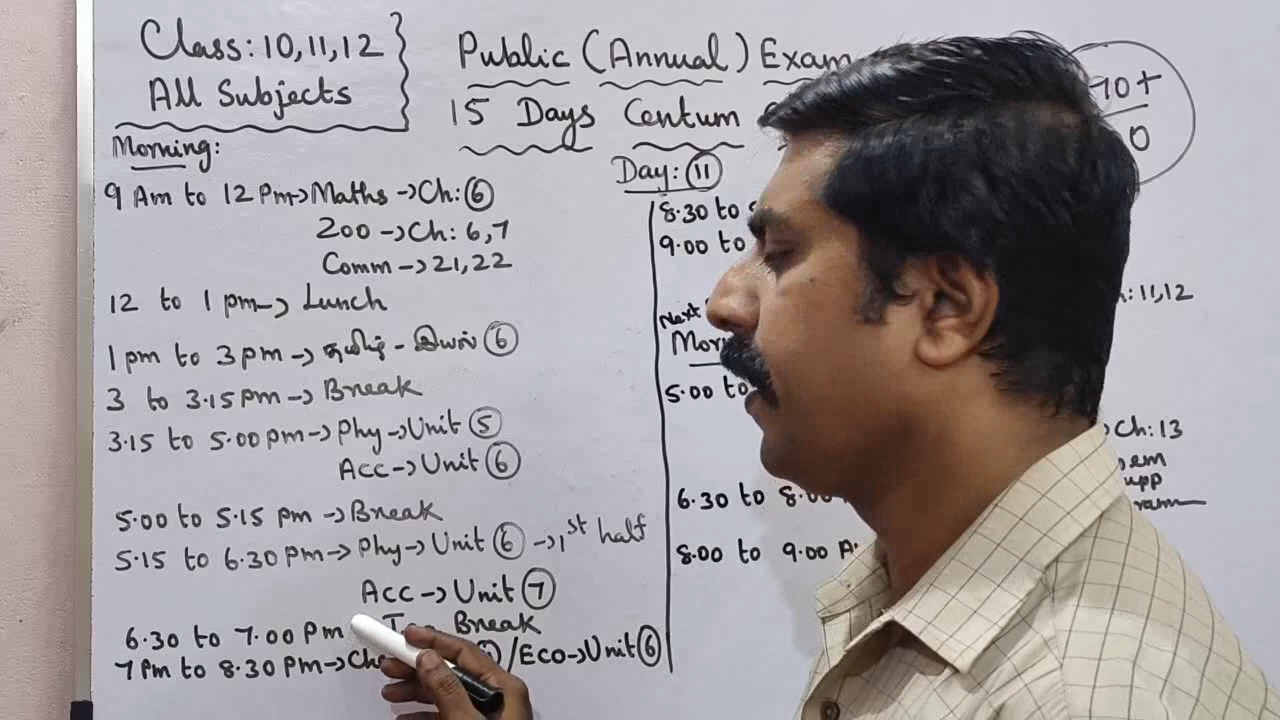 Class: 10,11,12
All Subjects
Public (Annual) Exam
15 Days Centum
Day: 11
Morning:
9 Am to 12 Pm → Maths → Ch: 6
Zoo → Ch: 6,7
Comm → 21,22
12 to 1 pm → Lunch
1 pm to 3 pm → தமிழ் - இயல் 6
3 to 3.15 pm → Break
3.15 to 5.00 pm → Phy → Unit 5
Acc → Unit 6
5.00 to 5.15 pm → Break
5.15 to 6.30 pm → Phy → Unit 6 → 1st half
Acc → Unit 7
6.30 to 7.00 Pm Break
7 Pm to 8.30 PM → /Eco → Unit 6
8.30 to
9.00 to
: 11,12
Next
5.00 to
Ch: 13
6.30 to 8.00
8.00 to 9.00